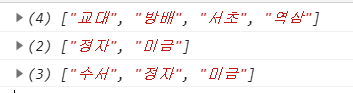 ▶(4) ["교대", "방배", "서초", "역삼"]
▶(2) ["정자", "미금"]
▶(3) ["수서", "정자", "미금"]